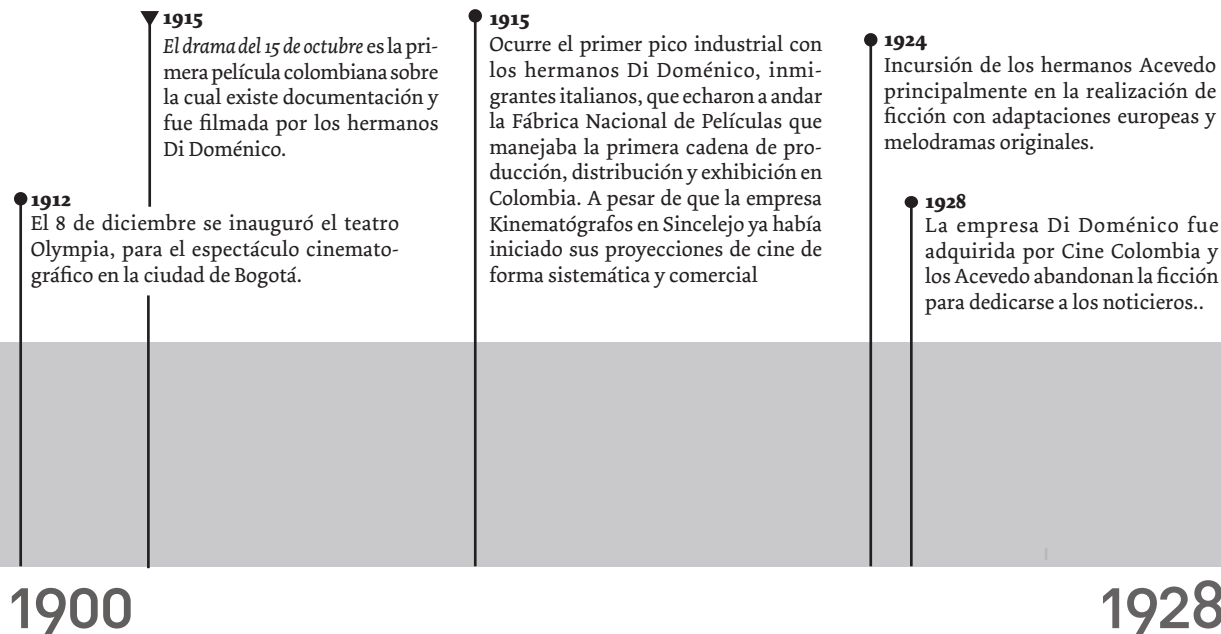 1915
El drama del 15 de octubre es la pri-
mera película colombiana sobre
la cual existe documentación y
fue filmada por los hermanos
Di Doménico.
1912
El 8 de diciembre se inauguró el teatro
Olympia, para el espectáculo cinemato-
gráfico en la ciudad de Bogotá.
1915
Ocurre el primer pico industrial con
los hermanos Di Doménico, inmi-
grantes italianos, que echaron a andar
la Fábrica Nacional de Películas que
manejaba la primera cadena de pro-
ducción, distribución y exhibición en
Colombia. A pesar de que la empresa
Kinematógrafos en Sincelejo ya había
iniciado sus proyecciones de cine de
forma sistemática y comercial
1924
Incursión de los hermanos Acevedo
principalmente en la realización de
ficción con adaptaciones europeas y
melodramas originales.
1928
La empresa Di Doménico fue
adquirida por Cine Colombia y
los Acevedo abandonan la ficción
para dedicarse a los noticieros..
1900
1928